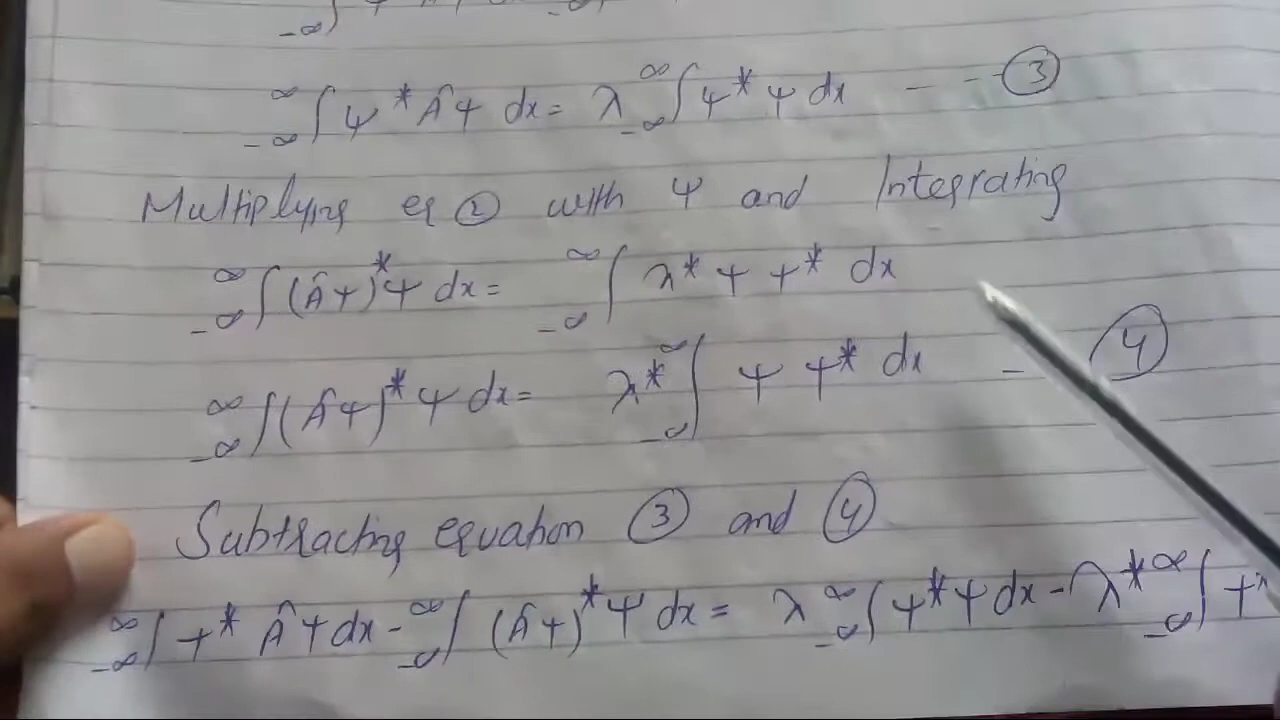 ∞∫-∞ ψ* Âψ dx = λ ∞∫-∞ ψ* ψ dx - - - ③
Multiplying eq ② with ψ and Integrating
∞∫-∞ (Âψ)* ψ dx = ∞∫-∞ λ* ψ ψ* dx
∞∫-∞ (Âψ)* ψ dx = λ* ∞∫-∞ ψ ψ* dx - ④
Subtracting equation ③ and ④
∞∫-∞ ψ* Âψ dx - ∞∫-∞ (Âψ)* ψ dx = λ ∞∫-∞ ψ* ψ dx - λ* ∞∫-∞ ψ*